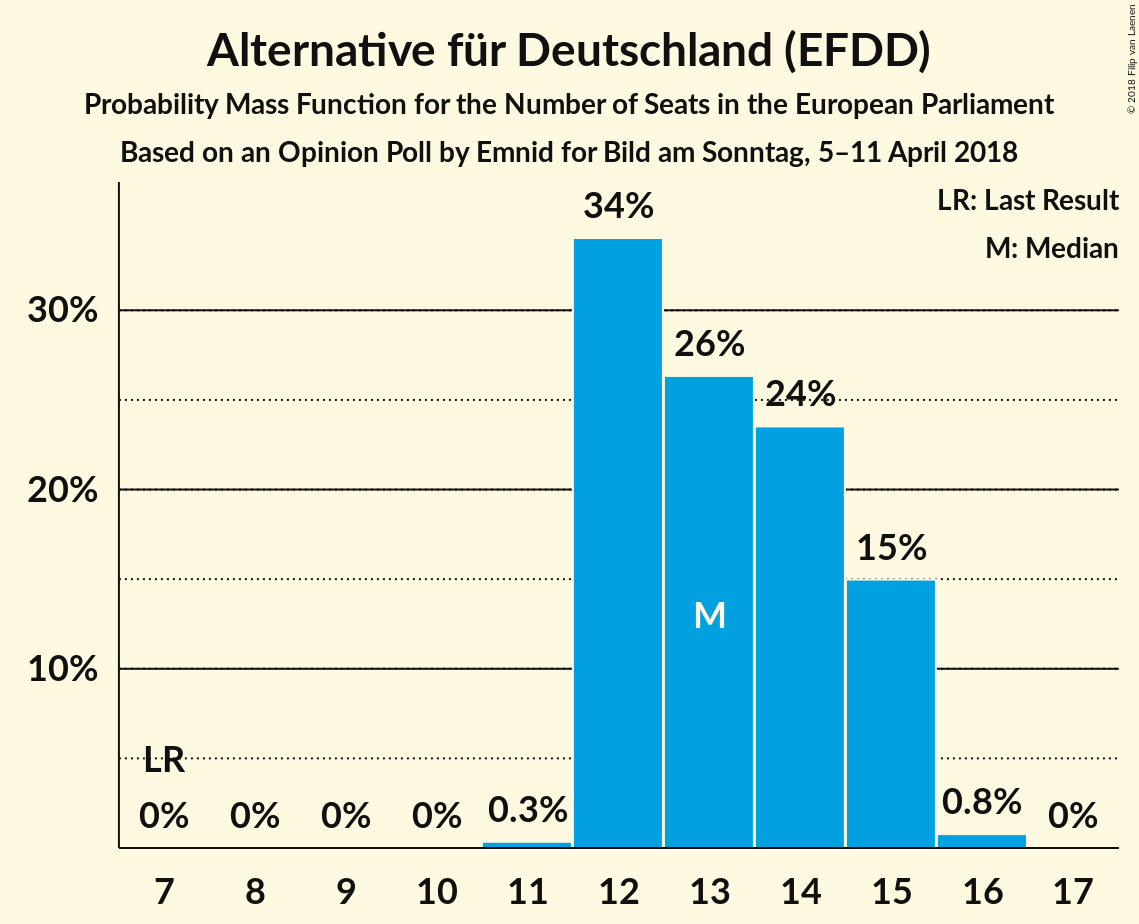 Alternative für Deutschland (EFDD)
Probability Mass Function for the Number of Seats in the European Parliament
Based on an Opinion Poll by Emnid for Bild am Sonntag, 5–11 April 2018
© 2018 Filip van Laenen
LR: Last Result
M: Median
34%
30%
26%
24%
20%
15%
M
10%
LR
0% 0% 0% 0% 0.3% 0.8% 0%
7 8 9 10 11 12 13 14 15 16 17